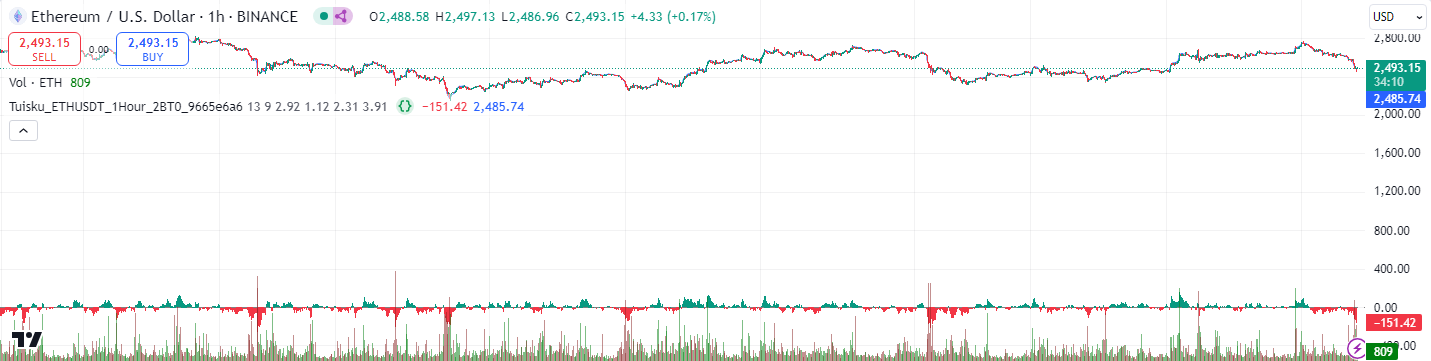 Ethereum / U.S. Dollar · 1h · BINANCE O2,488.58 H2,497.13 L2,486.96 C2,493.15 +4.33 (+0.17%)
USD
2,493.15 SELL
0.00
2,493.15 BUY
Vol · ETH 809
Tuisku_ETHUSDT_1Hour_2BT0_9665e6a6 13 9 2.92 1.12 2.31 3.91 −151.42 2,485.74
2,800.00
2,493.15
34:10
2,485.74
2,000.00
1,600.00
1,200.00
800.00
400.00
0.00
−151.42
809